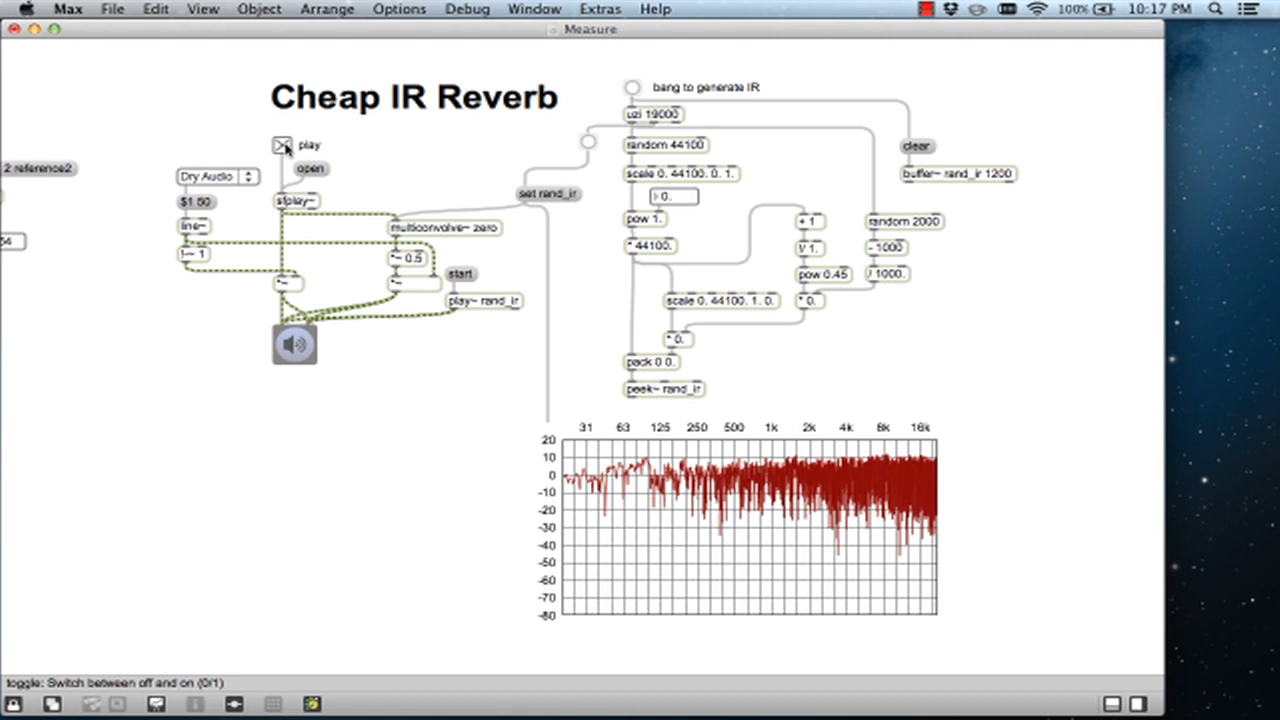 Max File Edit View Object Arrange Options Debug Window Extras Help 100% 10:17 PM
Measure
Cheap IR Reverb
bang to generate IR
uzi 19000
play
random 44100
clear
2 reference2
open
Dry Audio
scale 0. 44100. 0. 1.
buffer~ rand_ir 1200
set rand_ir
0.
$1 50
sfplay~
pow 1.
+ 1
random 2000
line~
multiconvolve~ zero
* 44100.
!/ 1.
- 1000
54
!-~ 1
*~ 0.5
start
pow 0.45
/ 1000.
*~
*~
play~ rand_ir
scale 0. 44100. 1. 0.
* 0.
* 0.
pack 0 0.
peek~ rand_ir
31 63 125 250 500 1k 2k 4k 8k 16k
20
10
0
-10
-20
-30
-40
-50
-60
-70
-80
toggle: Switch between off and on (0/1)